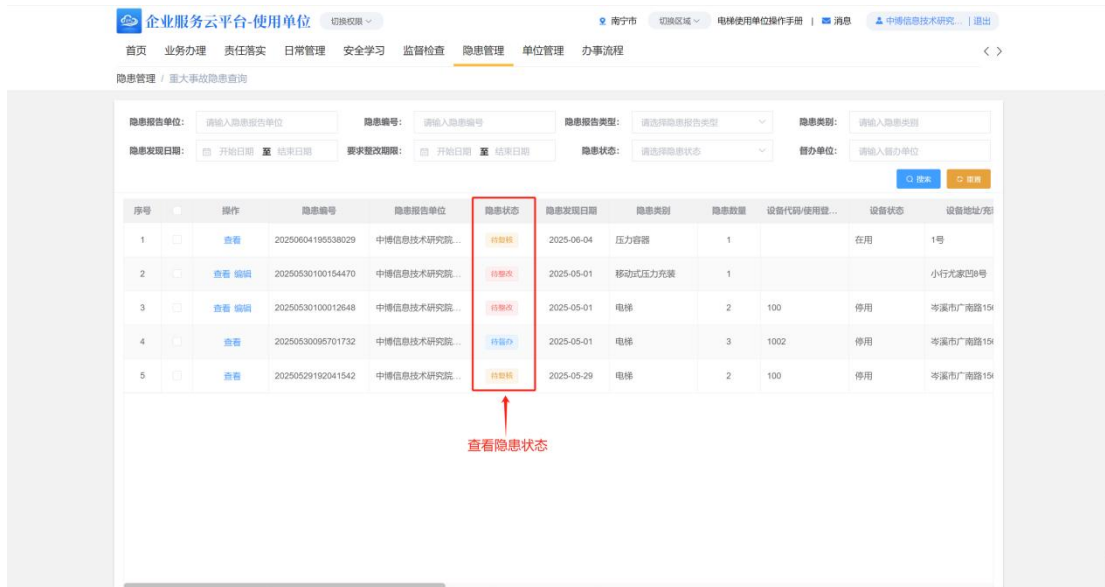 企业服务云平台-使用单位 切换权限 南宁市 切换区域 电梯使用单位操作手册 | 消息 中博信息技术研究... | 退出
首页 业务办理 责任落实 日常管理 安全学习 监督检查 隐患管理 单位管理 办事流程 < >
隐患管理 / 重大事故隐患查询
隐患报告单位: 请输入隐患报告单位 隐患编号: 请输入隐患编号 隐患报告类型: 请选择隐患报告类型 隐患类别: 请输入隐患类别
隐患发现日期: 开始日期 至 结束日期 要求整改期限: 开始日期 至 结束日期 隐患状态: 请选择隐患状态 督办单位: 请输入督办单位
搜索 重置
序号 操作 隐患编号 隐患报告单位 隐患状态 隐患发现日期 隐患类别 隐患数量 设备代码/使用登... 设备状态 设备地址/充
1 查看 20250604195538029 中博信息技术研究院... 待复核 2025-06-04 压力容器 1 在用 1号
2 查看 编辑 20250530100154470 中博信息技术研究院... 待整改 2025-05-01 移动式压力充装 1 小行尤家凹8号
3 查看 编辑 20250530100012648 中博信息技术研究院... 待整改 2025-05-01 电梯 2 100 停用 岑溪市广南路156
4 查看 20250530095701732 中博信息技术研究院... 待督办 2025-05-01 电梯 3 1002 停用 岑溪市广南路156
5 查看 20250529192041542 中博信息技术研究院... 待复核 2025-05-29 电梯 2 100 停用 岑溪市广南路156
查看隐患状态